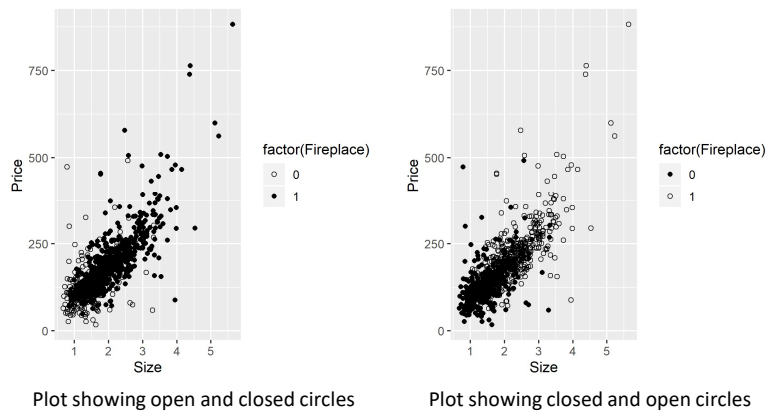 750
500
250
0
Price
1 2 3 4 5
Size
factor(Fireplace)
0
1
Plot showing open and closed circles
750
500
250
0
Price
1 2 3 4 5
Size
factor(Fireplace)
0
1
Plot showing closed and open circles